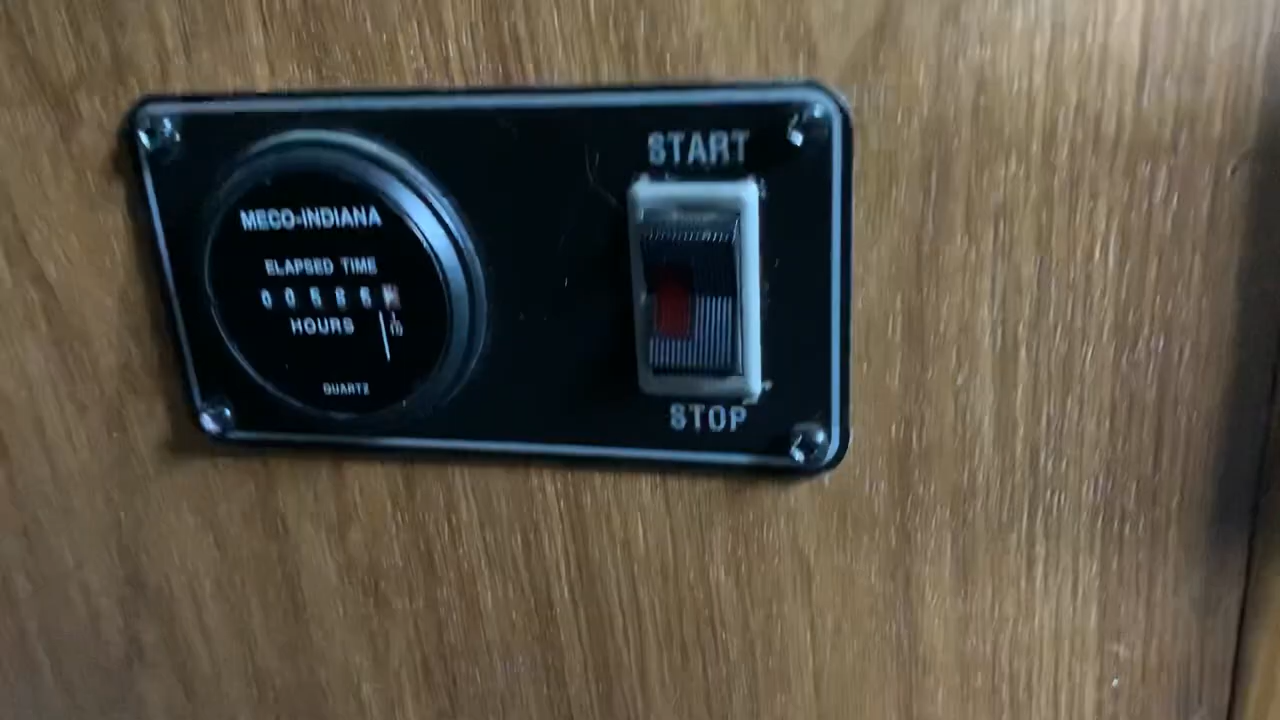 START
MECO-INDIANA
ELAPSED TIME
HOURS
QUARTZ
STOP